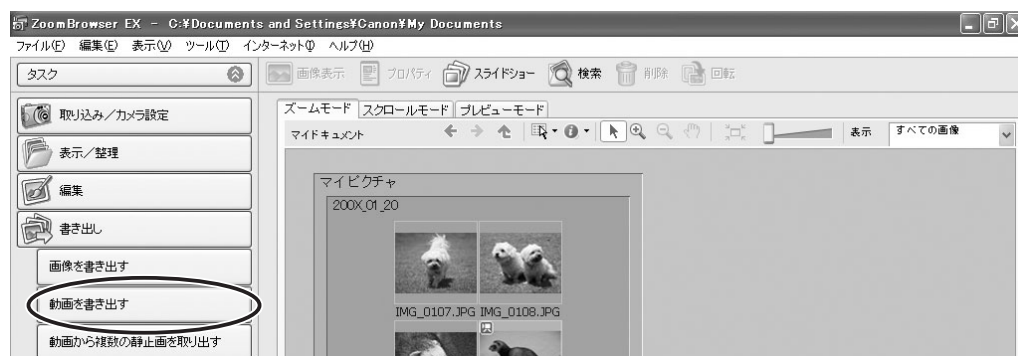 ZoomBrowser EX - C:¥Documents and Settings¥Canon¥My Documents
ファイル(F) 編集(E) 表示(V) ツール(T) インターネット(I) ヘルプ(H)
タスク
画像表示 プロパティ スライドショー 検索 削除 回転
取り込み／カメラ設定
表示／整理
編集
書き出し
画像を書き出す
動画を書き出す
動画から複数の静止画を取り出す
ズームモード スクロールモード プレビューモード
マイドキュメント 表示 すべての画像
マイピクチャ
200X_01_20
IMG_0107.JPG IMG_0108.JPG